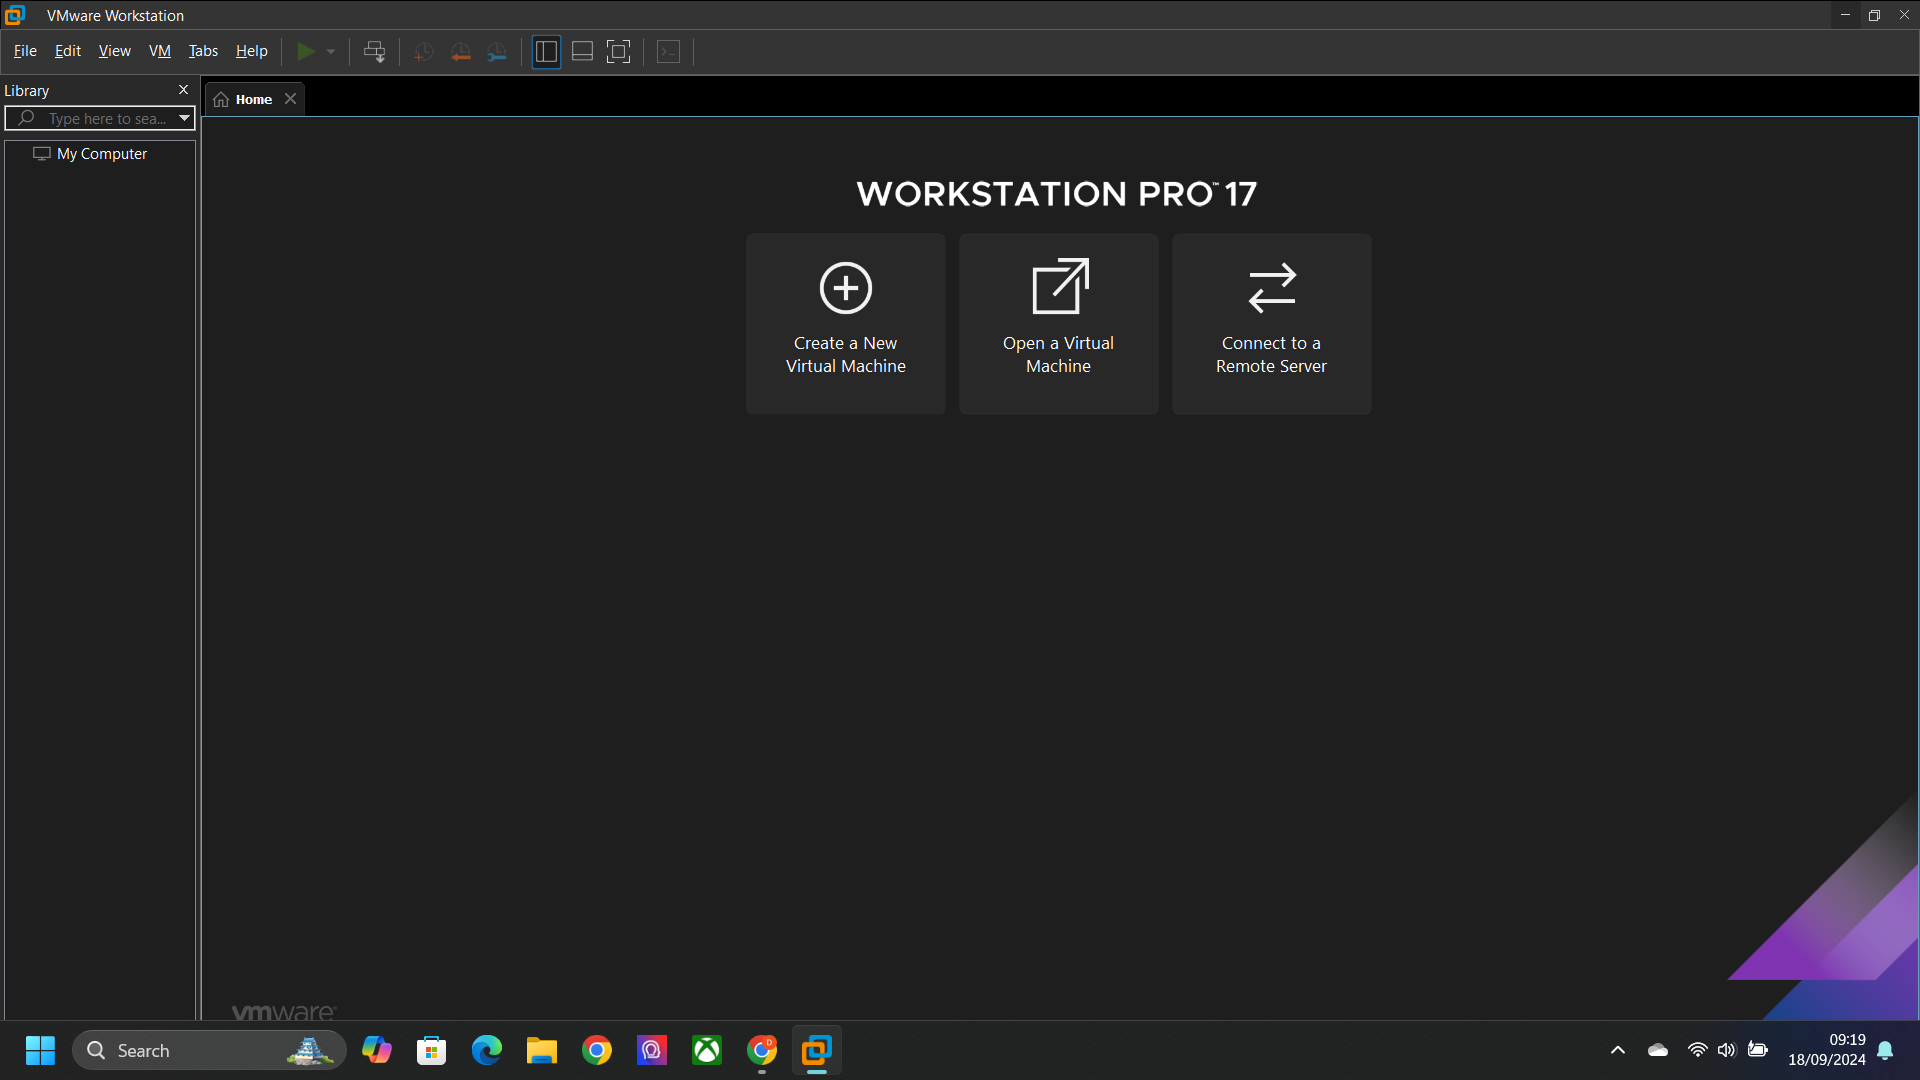 VMware Workstation
File Edit View VM Tabs Help
Library
Type here to sea...
My Computer
Home
WORKSTATION PRO™ 17
Create a New
Virtual Machine
Open a Virtual
Machine
Connect to a
Remote Server
vmware®
Search
D
09:19
18/09/2024